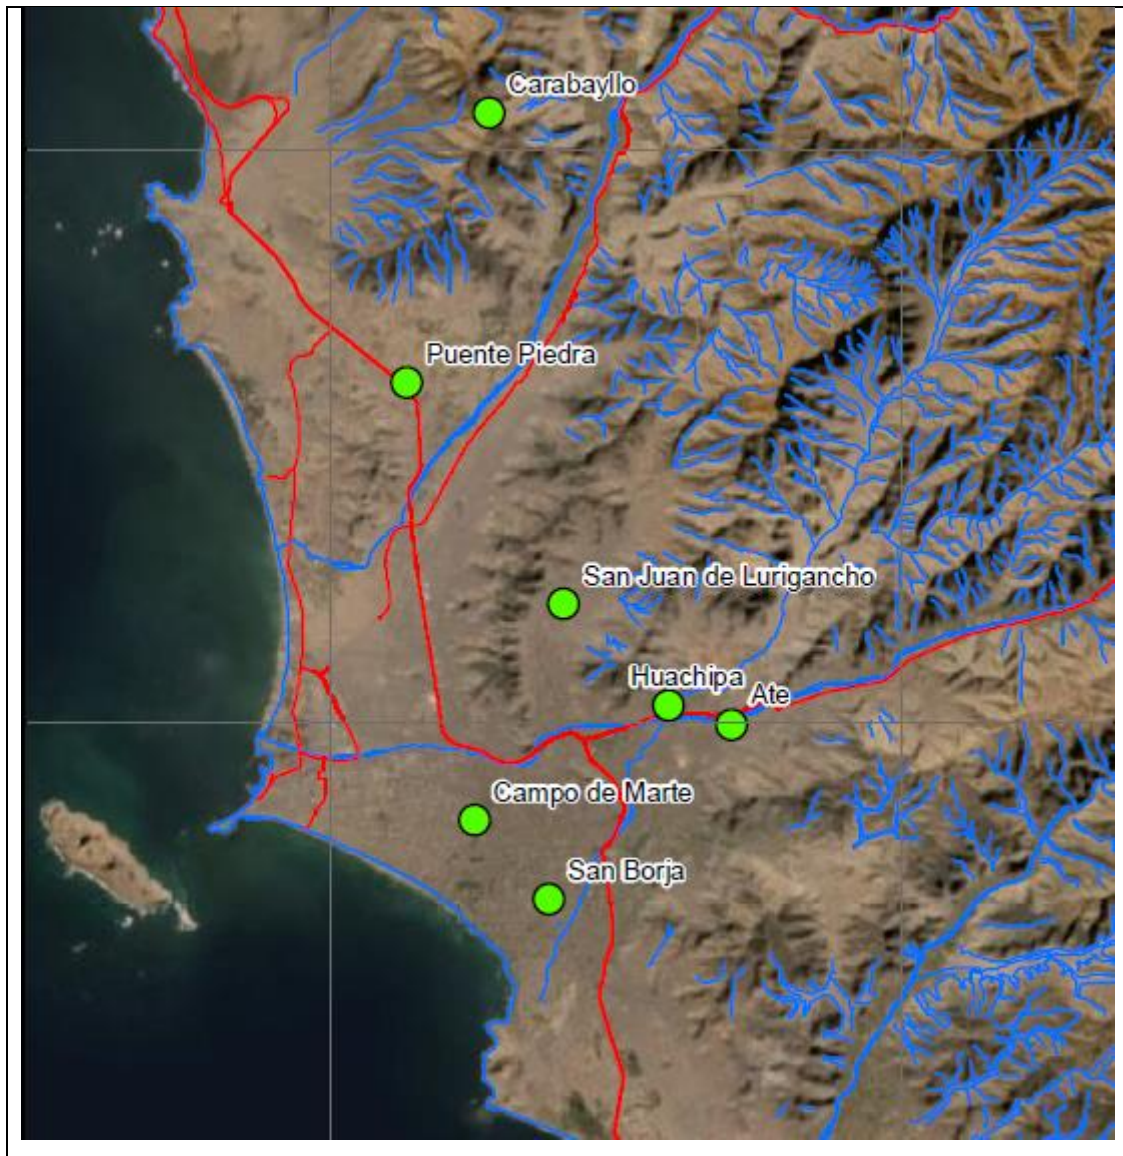 Carabayllo
Puente Piedra
San Juan de Lurigancho
Huachipa
Ate
Campo de Marte
San Borja